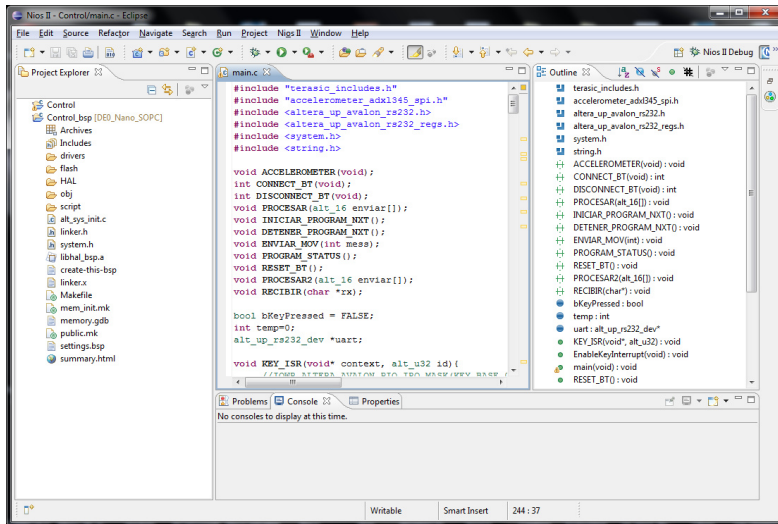 Nios II - Control/main.c - Eclipse
File Edit Source Refactor Navigate Search Run Project Nios II Window Help
Nios II Debug
Project Explorer
Control
Control_bsp [DE0_Nano_SOPC]
Archives
Includes
drivers
flash
HAL
obj
script
alt_sys_init.c
linker.h
system.h
libhal_bsp.a
create-this-bsp
linker.x
Makefile
mem_init.mk
memory.gdb
public.mk
settings.bsp
summary.html
main.c
#include "terasic_includes.h"
#include "accelerometer_adxl345_spi.h"
#include <altera_up_avalon_rs232.h>
#include <altera_up_avalon_rs232_regs.h>
#include <system.h>
#include <string.h>
void ACCELEROMETER(void);
int CONNECT_BT(void);
int DISCONNECT_BT(void);
void PROCESAR(alt_16 enviar[]);
void INICIAR_PROGRAM_NXT();
void DETENER_PROGRAM_NXT();
void ENVIAR_MOV(int mess);
void PROGRAM_STATUS();
void RESET_BT();
void PROCESAR2(alt_16 enviar[]);
void RECIBIR(char *rx);
bool bKeyPressed = FALSE;
int temp=0;
alt_up_rs232_dev *uart;
void KEY_ISR(void* context, alt_u32 id){
Outline
terasic_includes.h
accelerometer_adxl345_spi.h
altera_up_avalon_rs232.h
altera_up_avalon_rs232_regs.h
system.h
string.h
ACCELEROMETER(void) : void
CONNECT_BT(void) : int
DISCONNECT_BT(void) : int
PROCESAR(alt_16[]) : void
INICIAR_PROGRAM_NXT() : void
DETENER_PROGRAM_NXT() : void
ENVIAR_MOV(int) : void
PROGRAM_STATUS() : void
RESET_BT() : void
PROCESAR2(alt_16[]) : void
RECIBIR(char*) : void
bKeyPressed : bool
temp : int
uart : alt_up_rs232_dev*
KEY_ISR(void*, alt_u32) : void
EnableKeyInterrupt(void) : void
main(void) : void
RESET_BT() : void
Problems Console Properties
No consoles to display at this time.
Writable Smart Insert 244 : 37